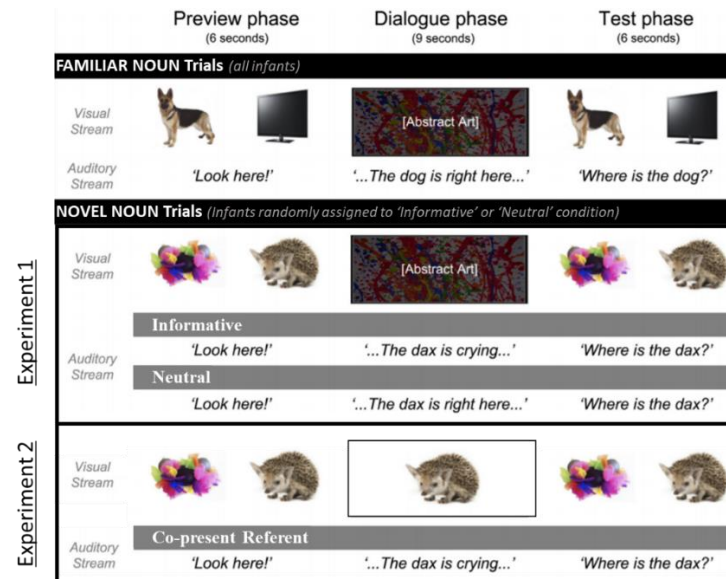 Preview phase Dialogue phase Test phase
(6 seconds) (9 seconds) (6 seconds)
FAMILIAR NOUN Trials (all infants)
Visual Stream
[Abstract Art]
Auditory Stream
'Look here!' '...The dog is right here...' 'Where is the dog?'
NOVEL NOUN Trials (Infants randomly assigned to 'Informative' or 'Neutral' condition)
Experiment 1
Visual Stream
[Abstract Art]
Informative
Auditory Stream
'Look here!' '...The dax is crying...' 'Where is the dax?'
Neutral
'Look here!' '...The dax is right here...' 'Where is the dax?'
Experiment 2
Visual Stream
Co-present Referent
Auditory Stream
'Look here!' '...The dax is crying...' 'Where is the dax?'